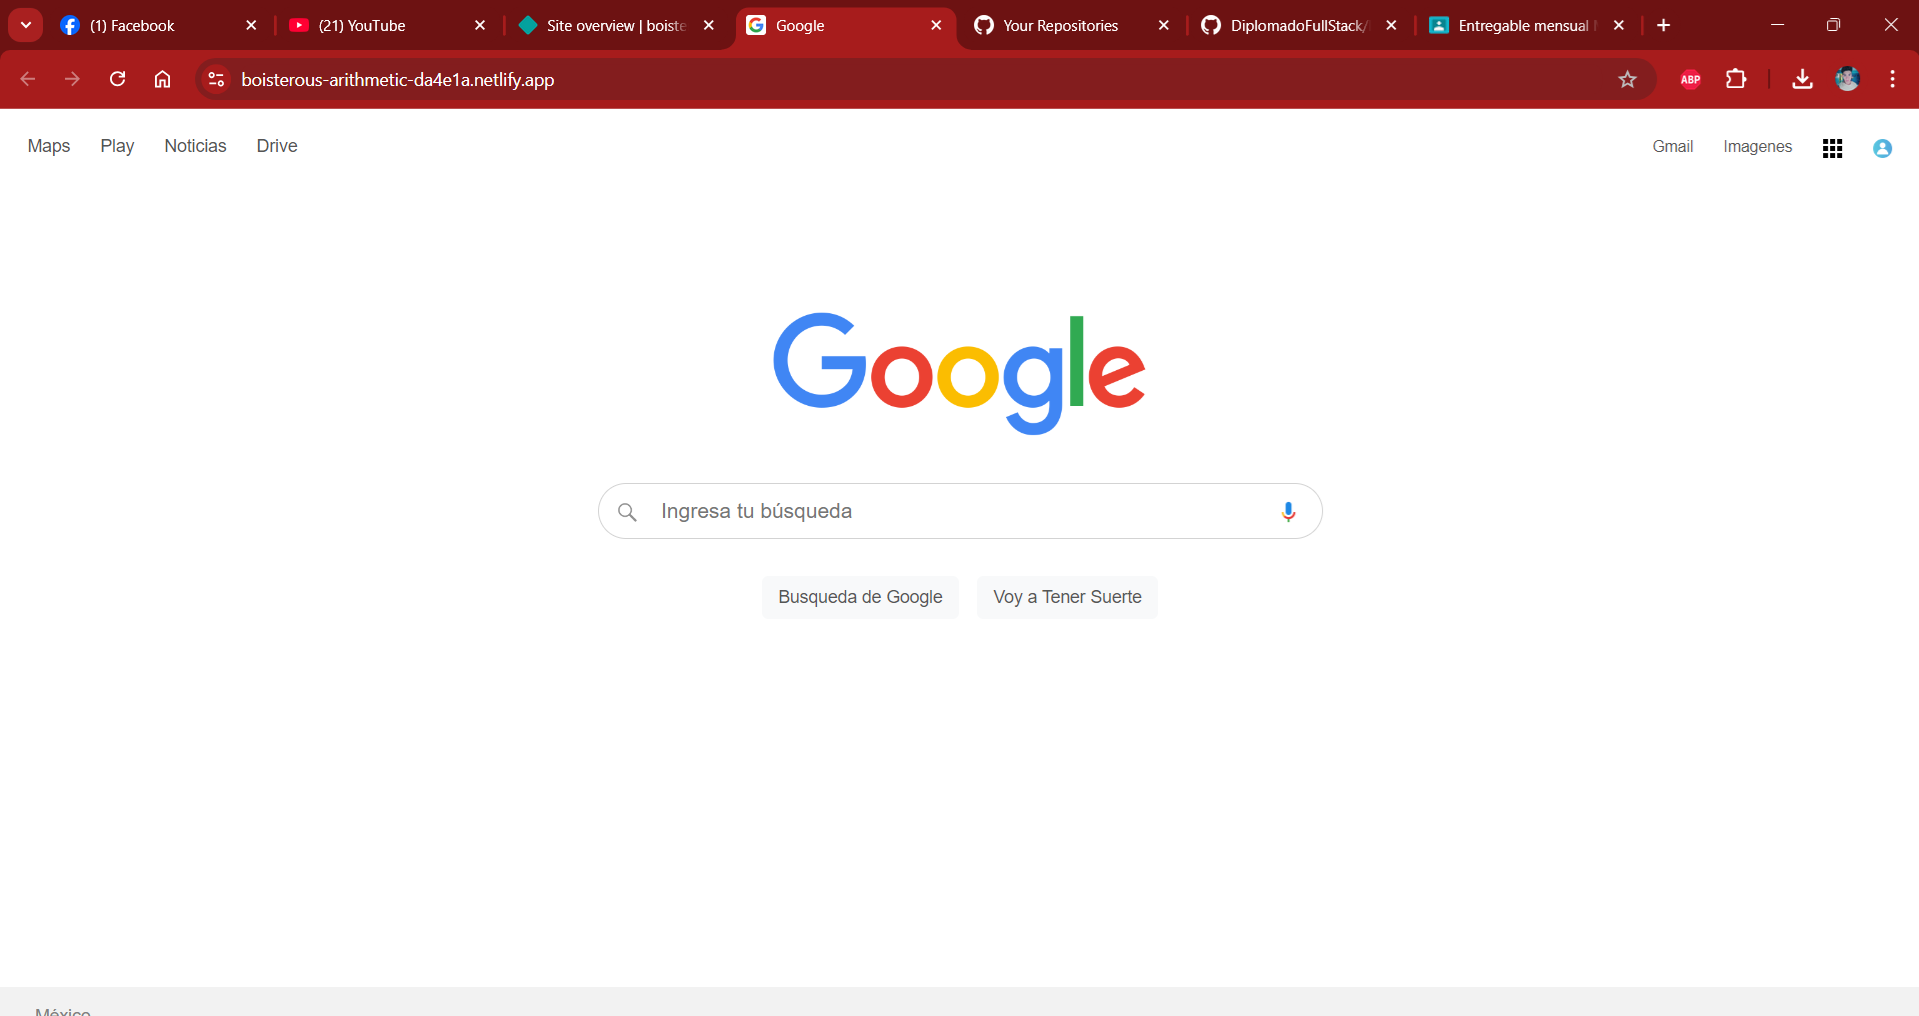 (1) Facebook
(21) YouTube
Site overview | boiste
Google
Your Repositories
DiplomadoFullStack/
Entregable mensual
boisterous-arithmetic-da4e1a.netlify.app
ABP
Maps Play Noticias Drive
Gmail Imagenes
Google
Ingresa tu búsqueda
Busqueda de Google
Voy a Tener Suerte
México